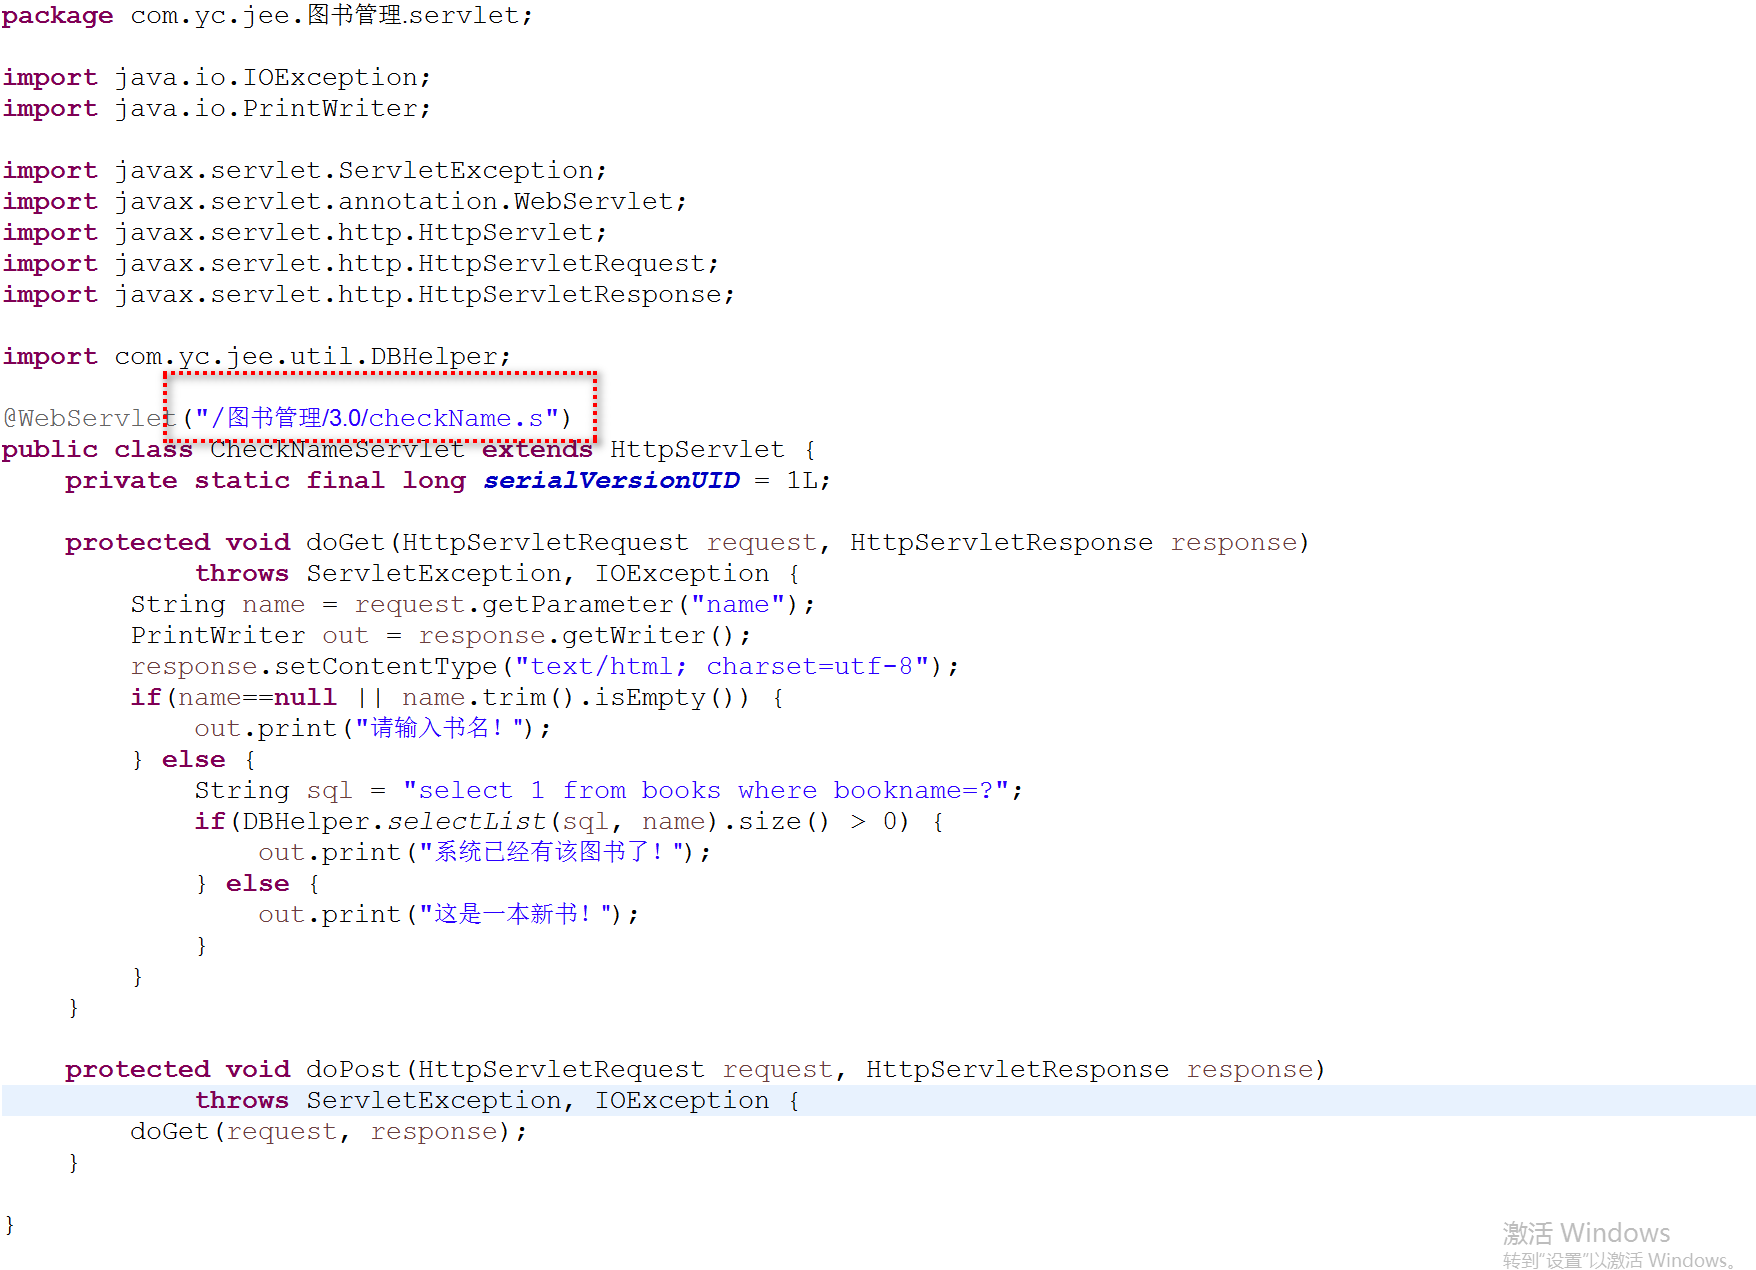 package com.yc.jee.图书管理.servlet;
import java.io.IOException;
import java.io.PrintWriter;
import javax.servlet.ServletException;
import javax.servlet.annotation.WebServlet;
import javax.servlet.http.HttpServlet;
import javax.servlet.http.HttpServletRequest;
import javax.servlet.http.HttpServletResponse;
import com.yc.jee.util.DBHelper;
@WebServlet("/图书管理/3.0/checkName.s")
public class CheckNameServlet extends HttpServlet {
    private static final long serialVersionUID = 1L;
    protected void doGet(HttpServletRequest request, HttpServletResponse response)
            throws ServletException, IOException {
        String name = request.getParameter("name");
        PrintWriter out = response.getWriter();
        response.setContentType("text/html; charset=utf-8");
        if(name==null || name.trim().isEmpty()) {
            out.print("请输入书名！");
        } else {
            String sql = "select 1 from books where bookname=?";
            if(DBHelper.selectList(sql, name).size() > 0) {
                out.print("系统已经有该图书了！");
            } else {
                out.print("这是一本新书！");
            }
        }
    }
    protected void doPost(HttpServletRequest request, HttpServletResponse response)
            throws ServletException, IOException {
        doGet(request, response);
    }
}
激活 Windows
转到“设置”以激活 Windows。